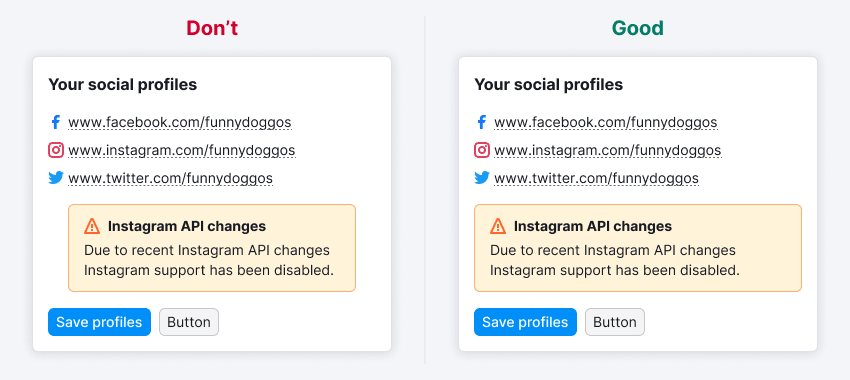 Don’t
Your social profiles
www.facebook.com/funnydoggos
www.instagram.com/funnydoggos
www.twitter.com/funnydoggos
Instagram API changes
Due to recent Instagram API changes
Instagram support has been disabled.
Save profiles Button
Good
Your social profiles
www.facebook.com/funnydoggos
www.instagram.com/funnydoggos
www.twitter.com/funnydoggos
Instagram API changes
Due to recent Instagram API changes
Instagram support has been disabled.
Save profiles Button